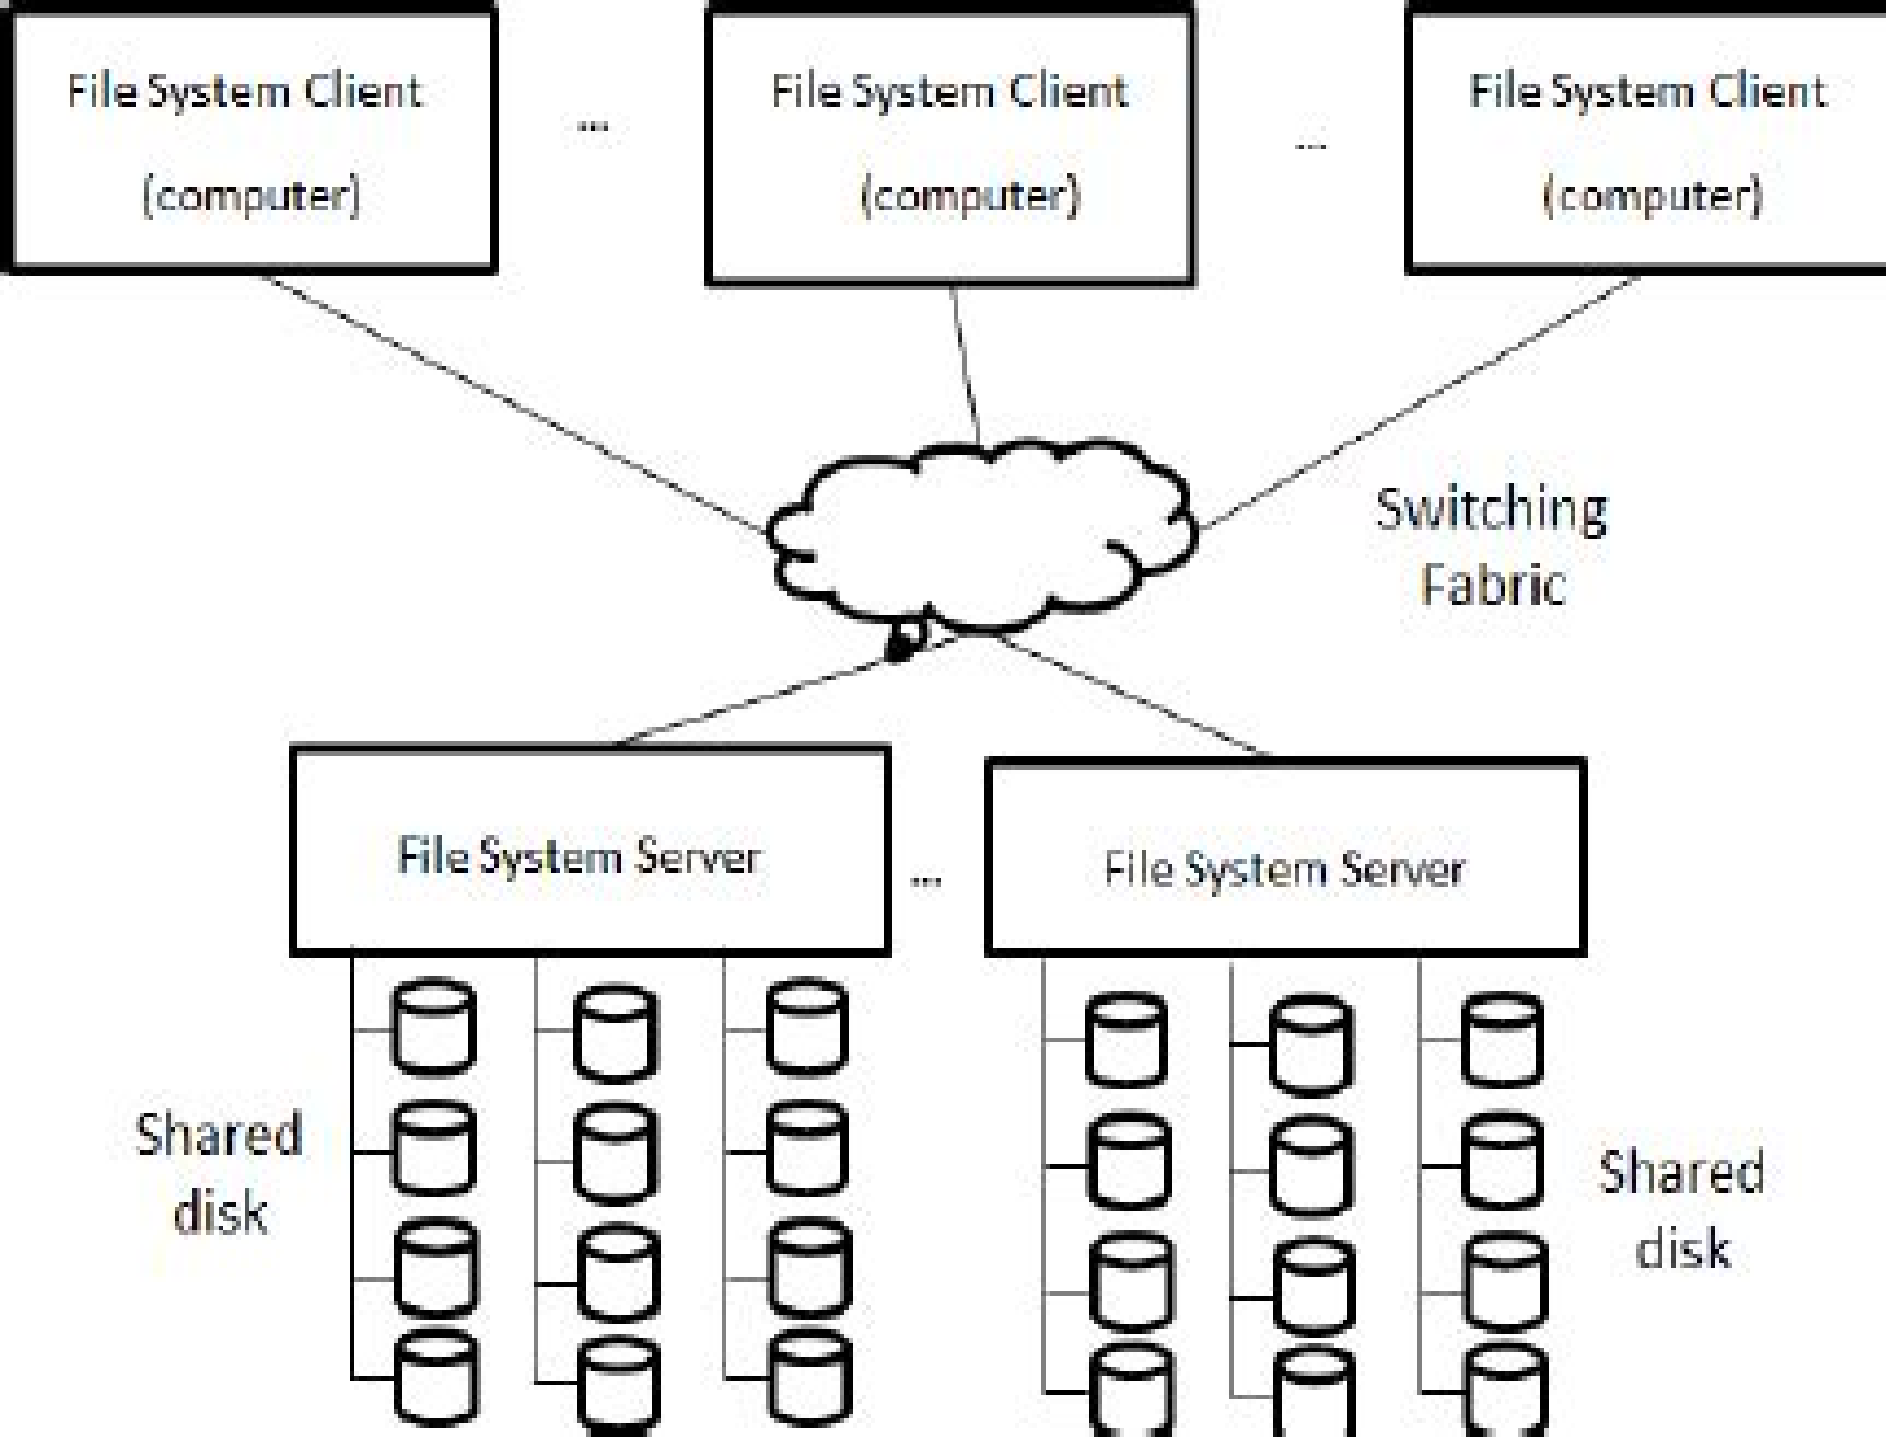 File System Client
(computer)
...
File System Client
(computer)
...
File System Client
(computer)
Switching
Fabric
File System Server
...
File System Server
Shared
disk
Shared
disk